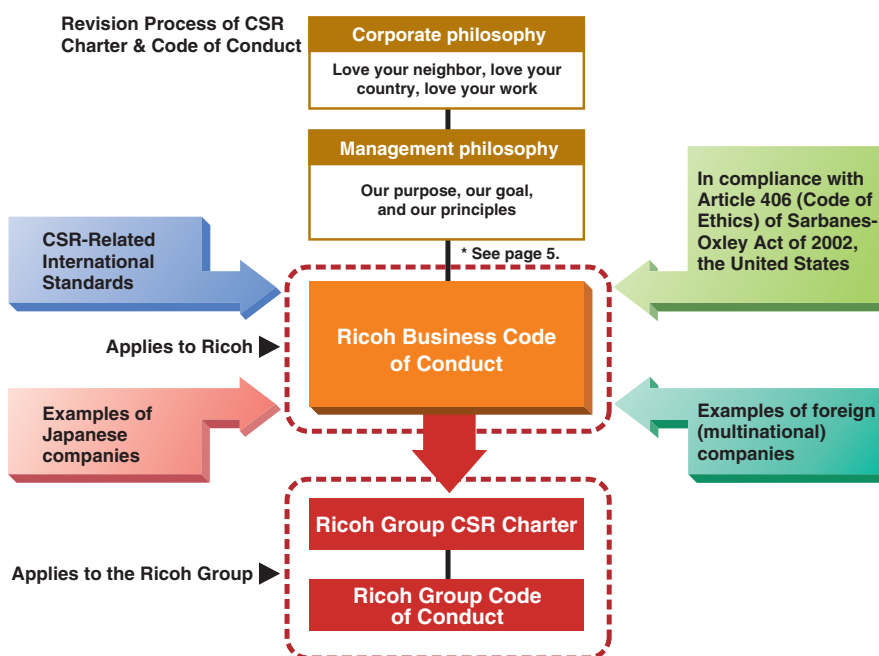 Revision Process of CSR
Charter & Code of Conduct
Corporate philosophy
Love your neighbor, love your
country, love your work
Management philosophy
Our purpose, our goal,
and our principles
* See page 5.
CSR-Related
International
Standards
In compliance with
Article 406 (Code of
Ethics) of Sarbanes-
Oxley Act of 2002,
the United States
Applies to Ricoh
Ricoh Business Code
of Conduct
Examples of
Japanese
companies
Examples of foreign
(multinational)
companies
Applies to the Ricoh Group
Ricoh Group CSR Charter
Ricoh Group Code
of Conduct